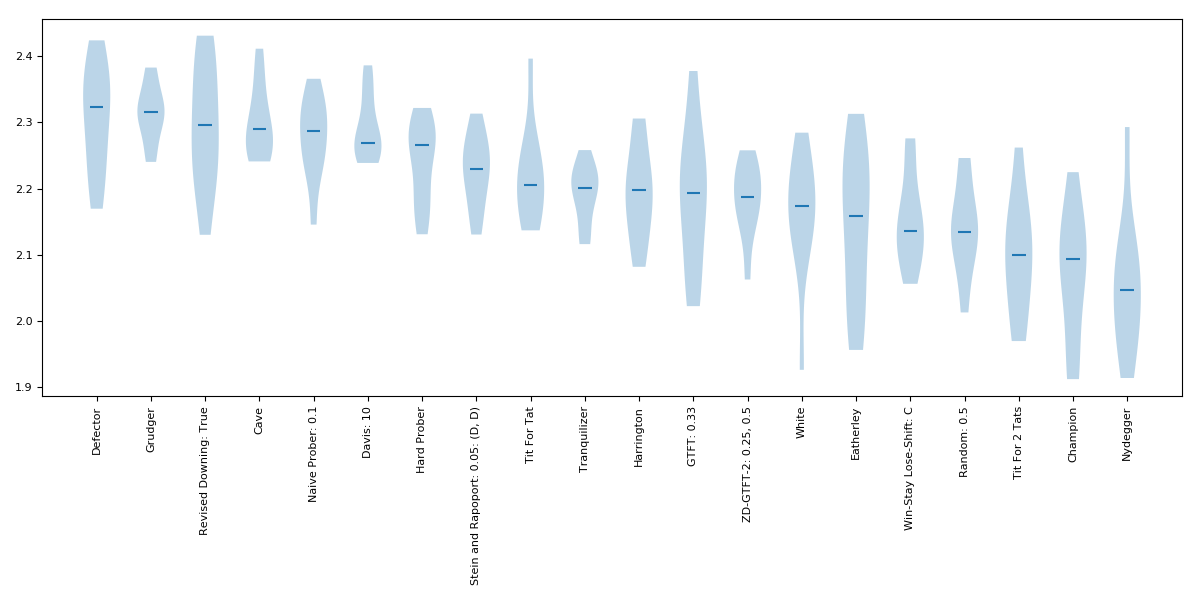 2.4
2.3
2.2
2.1
2.0
1.9
Defector
Grudger
Revised Downing: True
Cave
Naive Prober: 0.1
Davis: 10
Hard Prober
Stein and Rapoport: 0.05: (D, D)
Tit For Tat
Tranquilizer
Harrington
GTFT: 0.33
ZD-GTFT-2: 0.25, 0.5
White
Eatherley
Win-Stay Lose-Shift: C
Random: 0.5
Tit For 2 Tats
Champion
Nydegger